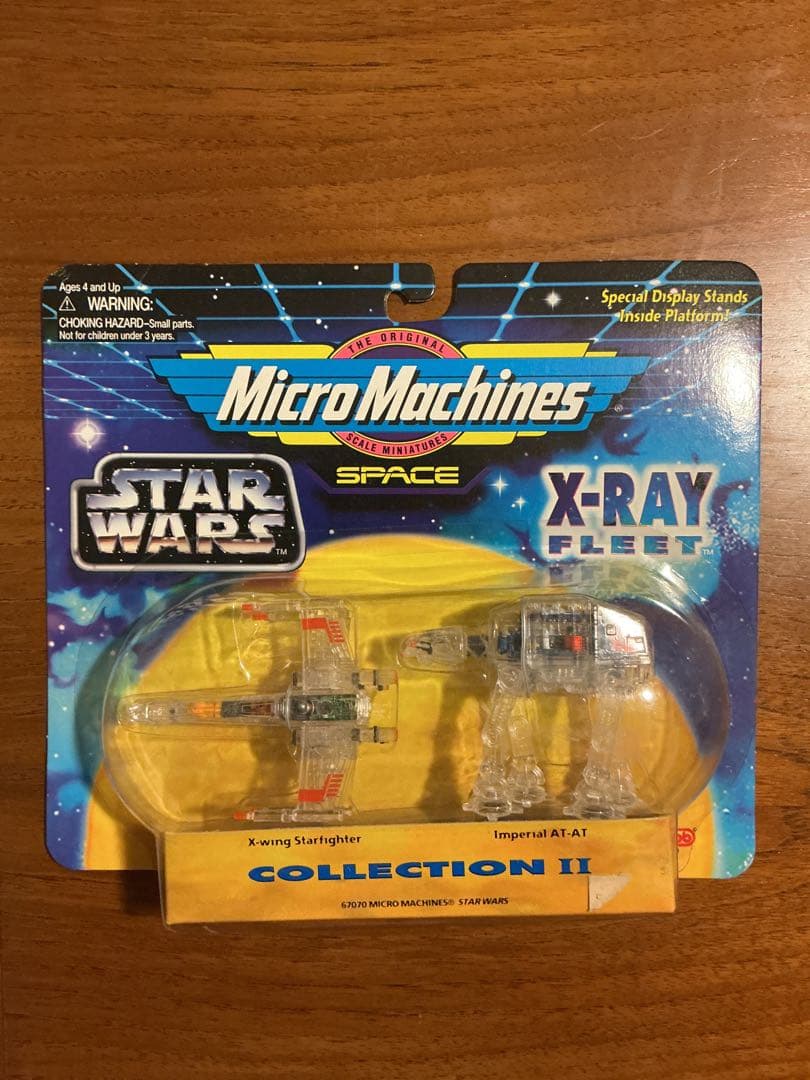 Ages 4 and Up
WARNING:
CHOKING HAZARD–Small parts.
Not for children under 3 years.
Special Display Stands
Inside Platform!
THE ORIGINAL
Micro Machines®
SCALE MINIATURES
SPACE
STAR
WARS™
X-RAY
FLEET™
X-wing Starfighter
Imperial AT-AT
COLLECTION II
67070 MICRO MACHINES® STAR WARS